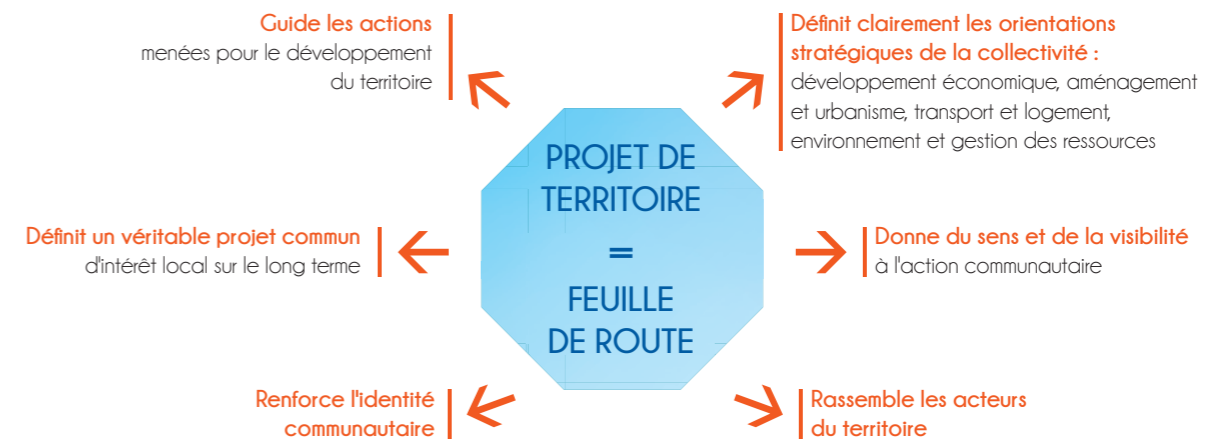 Guide les actions
menées pour le développement
du territoire
Définit clairement les orientations
stratégiques de la collectivité :
développement économique, aménagement
et urbanisme, transport et logement,
environnement et gestion des ressources
PROJET DE
TERRITOIRE
=
FEUILLE
DE ROUTE
Définit un véritable projet commun
d'intérêt local sur le long terme
Donne du sens et de la visibilité
à l'action communautaire
Renforce l'identité
communautaire
Rassemble les acteurs
du territoire